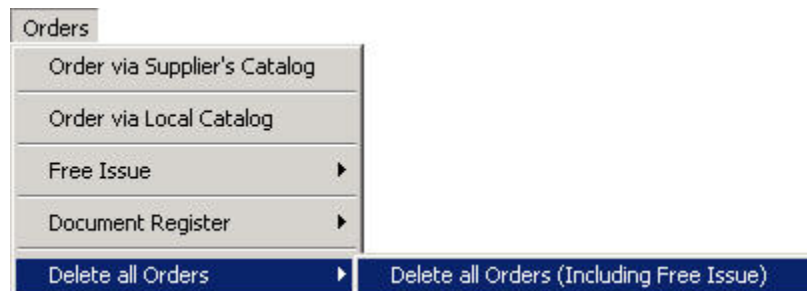 Orders
Order via Supplier's Catalog
Order via Local Catalog
Free Issue
Document Register
Delete all Orders
Delete all Orders (Including Free Issue)